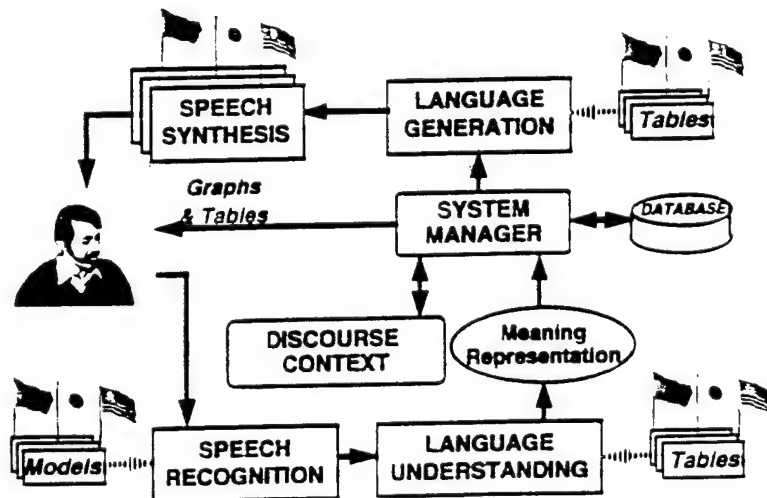 SPEECH
SYNTHESIS
LANGUAGE
GENERATION
Tables
Graphs
& Tables
SYSTEM
MANAGER
DATABASE
DISCOURSE
CONTEXT
Meaning
Representation
Models
SPEECH
RECOGNITION
LANGUAGE
UNDERSTANDING
Tables